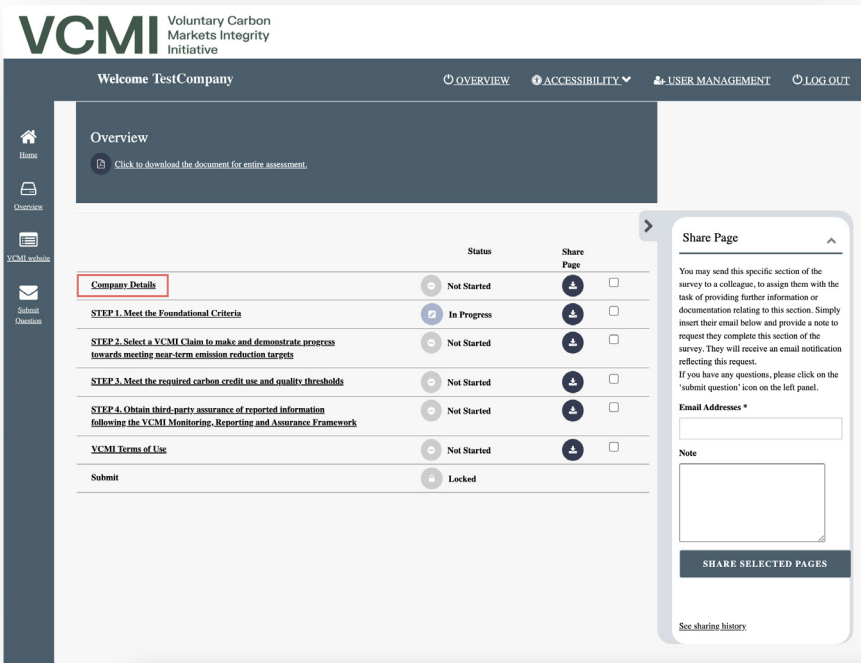 VCMI
Voluntary Carbon
Markets Integrity
Initiative
Welcome TestCompany
OVERVIEW
ACCESSIBILITY
USER MANAGEMENT
LOG OUT
Home
Overview
VCMI website
Submit
Question
Overview
Click to download the document for entire assessment.
Status
Share
Page
Company Details
Not Started
STEP 1. Meet the Foundational Criteria
In Progress
STEP 2. Select a VCMI Claim to make and demonstrate progress
towards meeting near-term emission reduction targets
Not Started
STEP 3. Meet the required carbon credit use and quality thresholds
Not Started
STEP 4. Obtain third-party assurance of reported information
following the VCMI Monitoring, Reporting and Assurance Framework
Not Started
VCMI Terms of Use
Not Started
Submit
Locked
Share Page
You may send this specific section of the
survey to a colleague, to assign them with the
task of providing further information or
documentation relating to this section. Simply
insert their email below and provide a note to
request they complete this section of the
survey. They will receive an email notification
reflecting this request.
If you have any questions, please click on the
‘submit question’ icon on the left panel.
Email Addresses *
Note
SHARE SELECTED PAGES
See sharing history